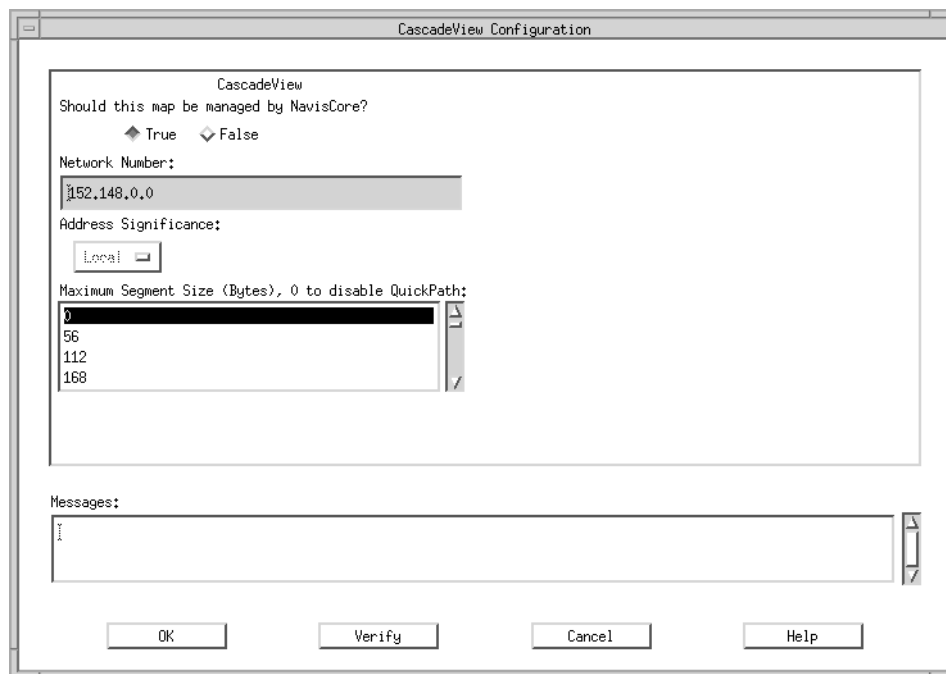 CascadeView Configuration
CascadeView
Should this map be managed by NavisCore?
True False
Network Number:
152.148.0.0
Address Significance:
Local
Maximum Segment Size (Bytes), 0 to disable QuickPath:
0
56
112
168
Messages:
OK Verify Cancel Help